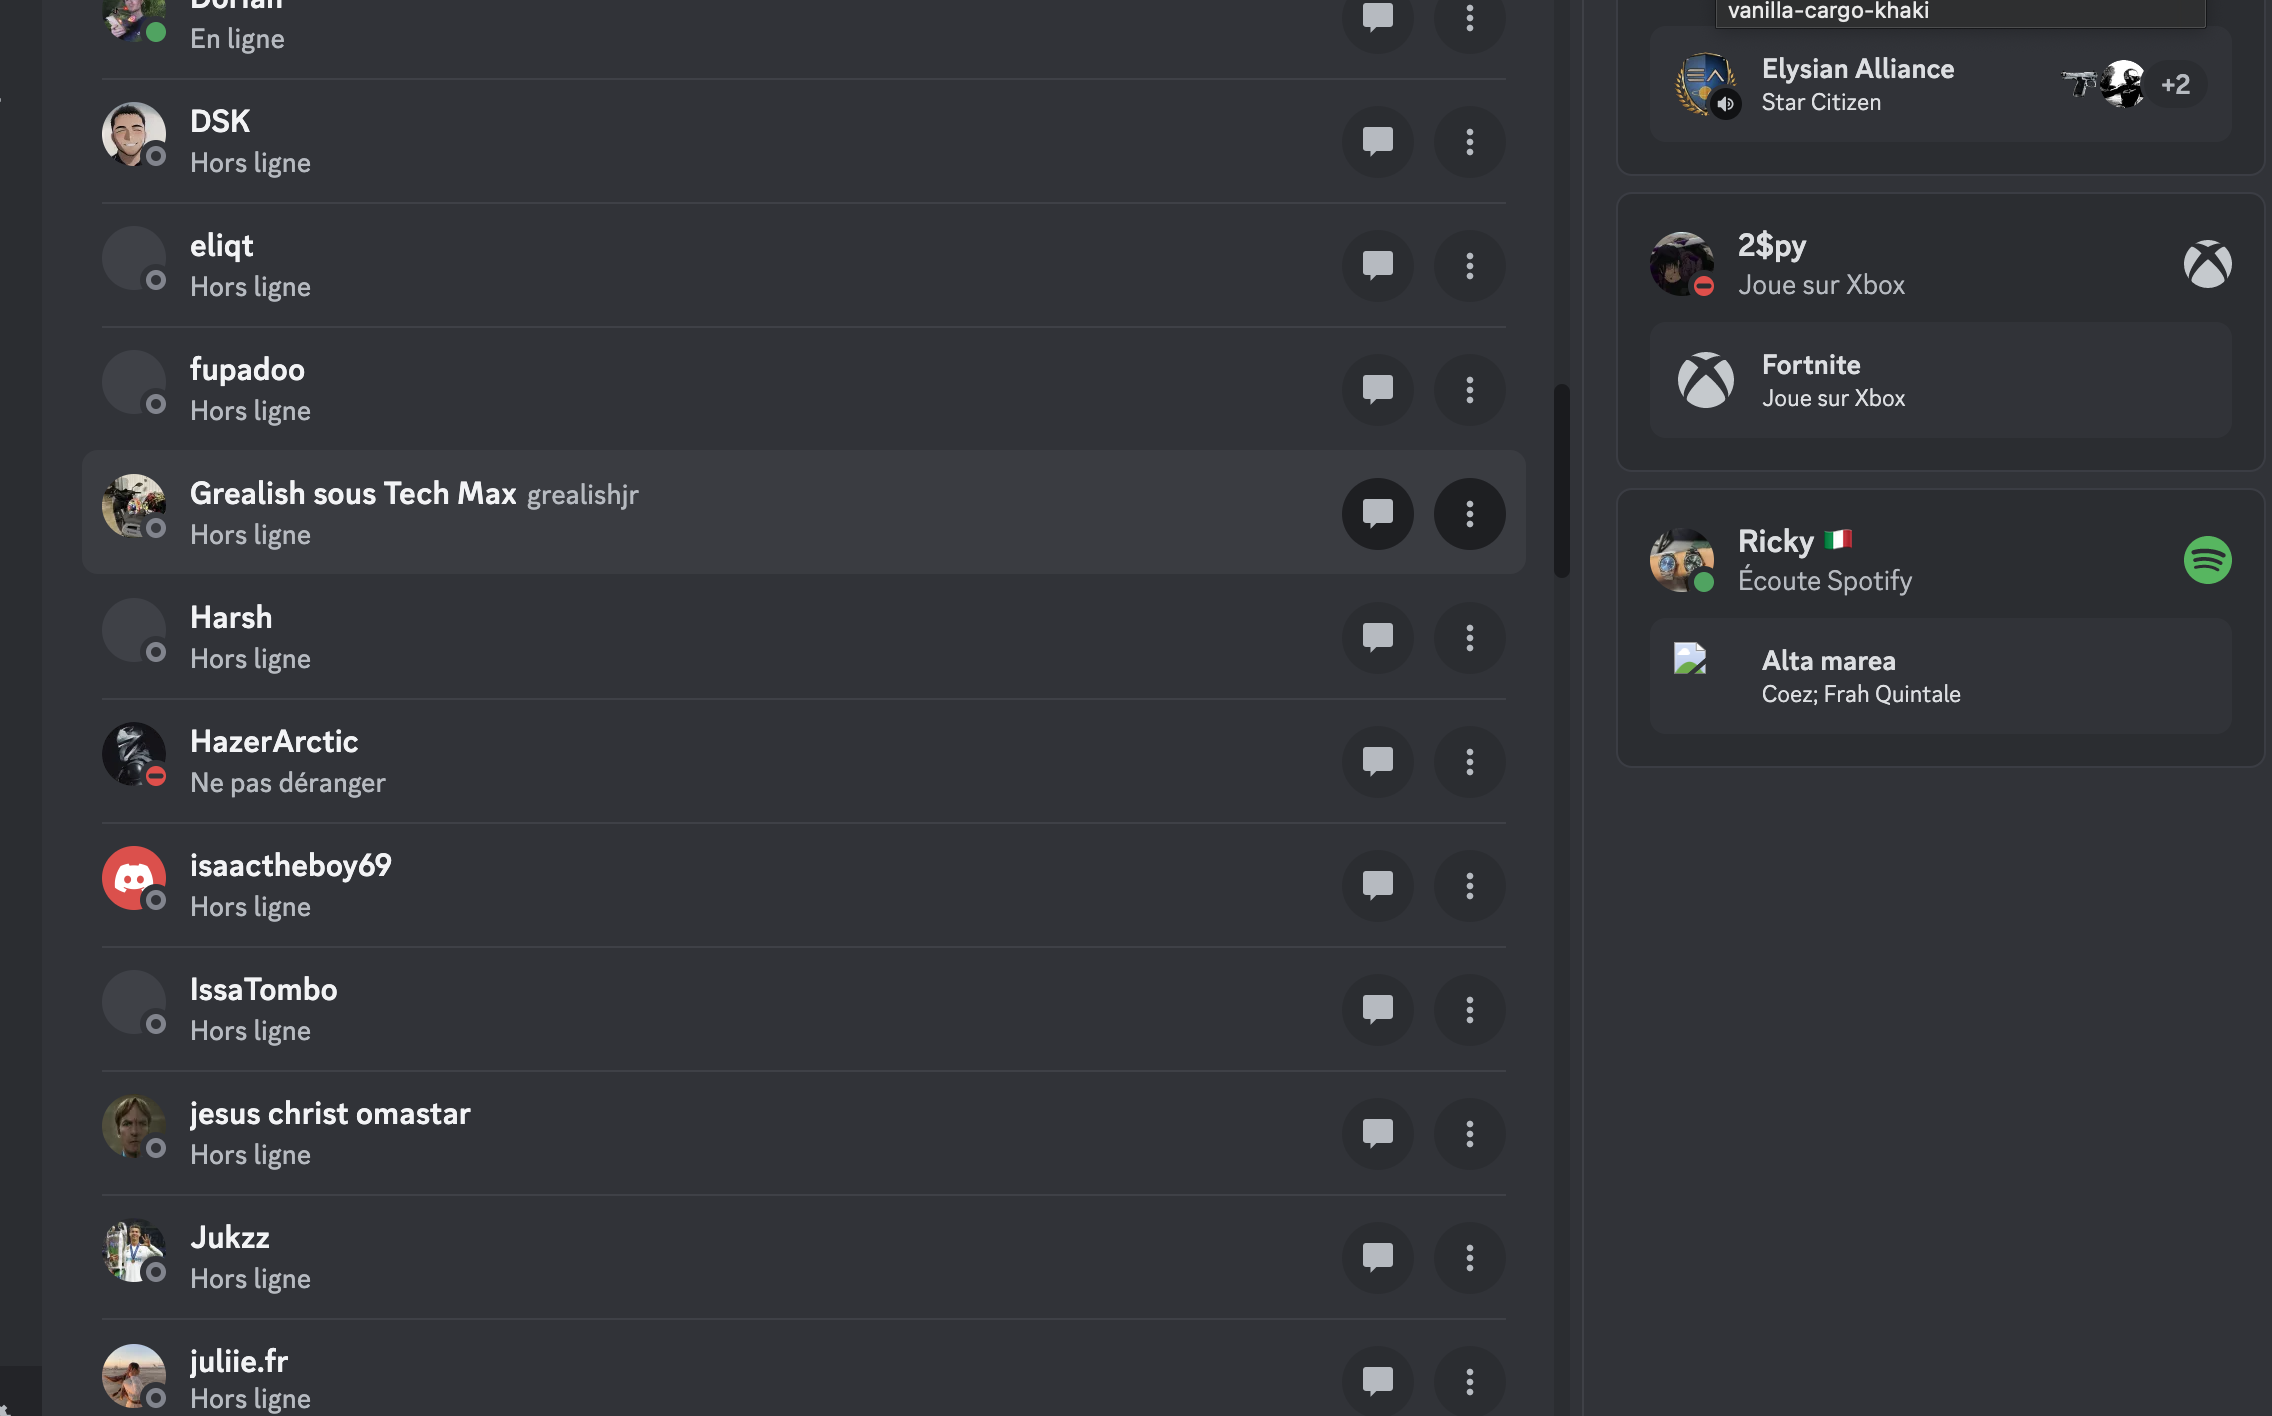 Dorian
En ligne
DSK
Hors ligne
eliqt
Hors ligne
fupadoo
Hors ligne
Grealish sous Tech Max grealishjr
Hors ligne
Harsh
Hors ligne
HazerArctic
Ne pas déranger
isaactheboy69
Hors ligne
IssaTombo
Hors ligne
jesus christ omastar
Hors ligne
Jukzz
Hors ligne
juliie.fr
Hors ligne
vanilla-cargo-khaki
Elysian Alliance
Star Citizen
+2
2$py
Joue sur Xbox
Fortnite
Joue sur Xbox
Ricky
Écoute Spotify
Alta marea
Coez; Frah Quintale